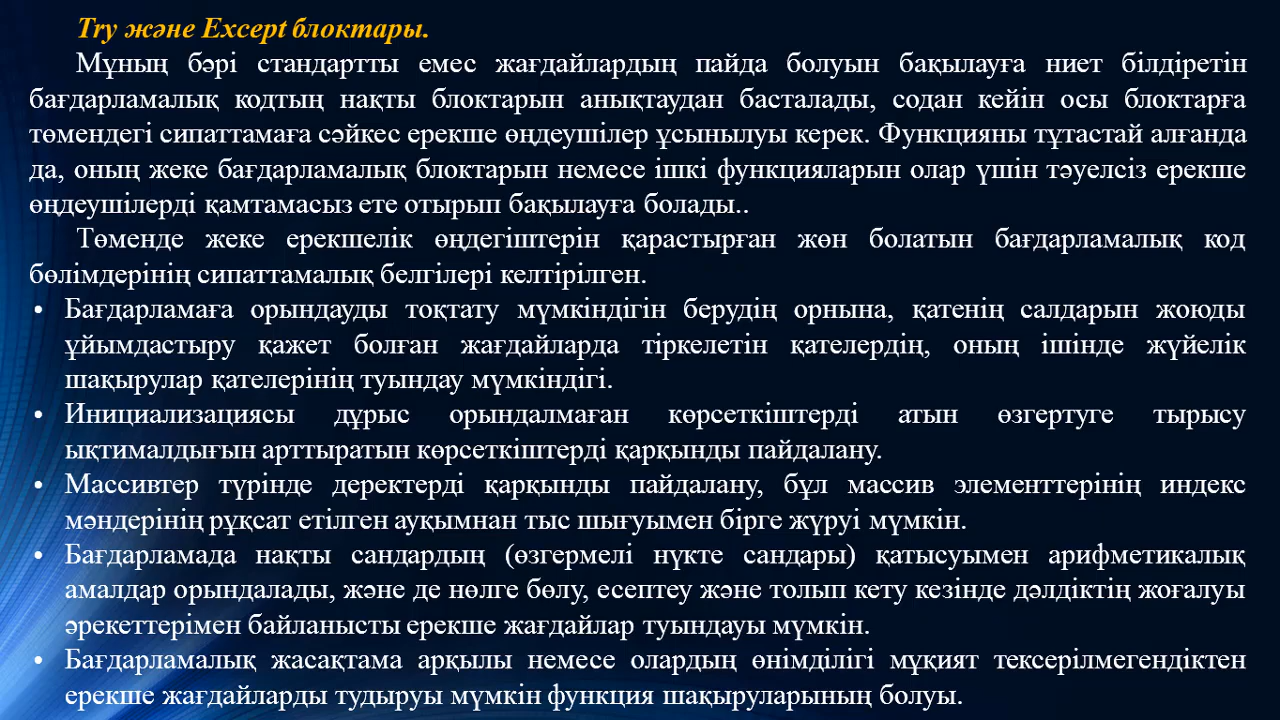 Try және Except блоктары.
Мұның бәрі стандартты емес жағдайлардың пайда болуын бақылауға ниет білдіретін
бағдарламалық кодтың нақты блоктарын анықтаудан басталады, содан кейін осы блоктарға
төмендегі сипаттамаға сәйкес ерекше өңдеушілер ұсынылуы керек. Функцияны тұтастай алғанда
да, оның жеке бағдарламалық блоктарын немесе ішкі функцияларын олар үшін тәуелсіз ерекше
өңдеушілерді қамтамасыз ете отырып бақылауға болады..
Төменде жеке ерекшелік өңдегіштерін қарастырған жөн болатын бағдарламалық код
бөлімдерінің сипаттамалық белгілері келтірілген.
• Бағдарламаға орындауды тоқтату мүмкіндігін берудің орнына, қатенің салдарын жоюды
ұйымдастыру қажет болған жағдайларда тіркелетін қателердің, оның ішінде жүйелік
шақырулар қателерінің туындау мүмкіндігі.
• Инициализациясы дұрыс орындалмаған көрсеткіштерді атын өзгертуге тырысу
ықтималдығын арттыратын көрсеткіштерді қарқынды пайдалану.
• Массивтер түрінде деректерді қарқынды пайдалану, бұл массив элементтерінің индекс
мәндерінің рұқсат етілген ауқымнан тыс шығуымен бірге жүруі мүмкін.
• Бағдарламада нақты сандардың (өзгермелі нүкте сандары) қатысуымен арифметикалық
амалдар орындалады, және де нөлге бөлу, есептеу және толып кету кезінде дәлдіктің жоғалуы
әрекеттерімен байланысты ерекше жағдайлар туындауы мүмкін.
• Бағдарламалық жасақтама арқылы немесе олардың өнімділігі мұқият тексерілмегендіктен
ерекше жағдайларды тудыруы мүмкін функция шақыруларының болуы.